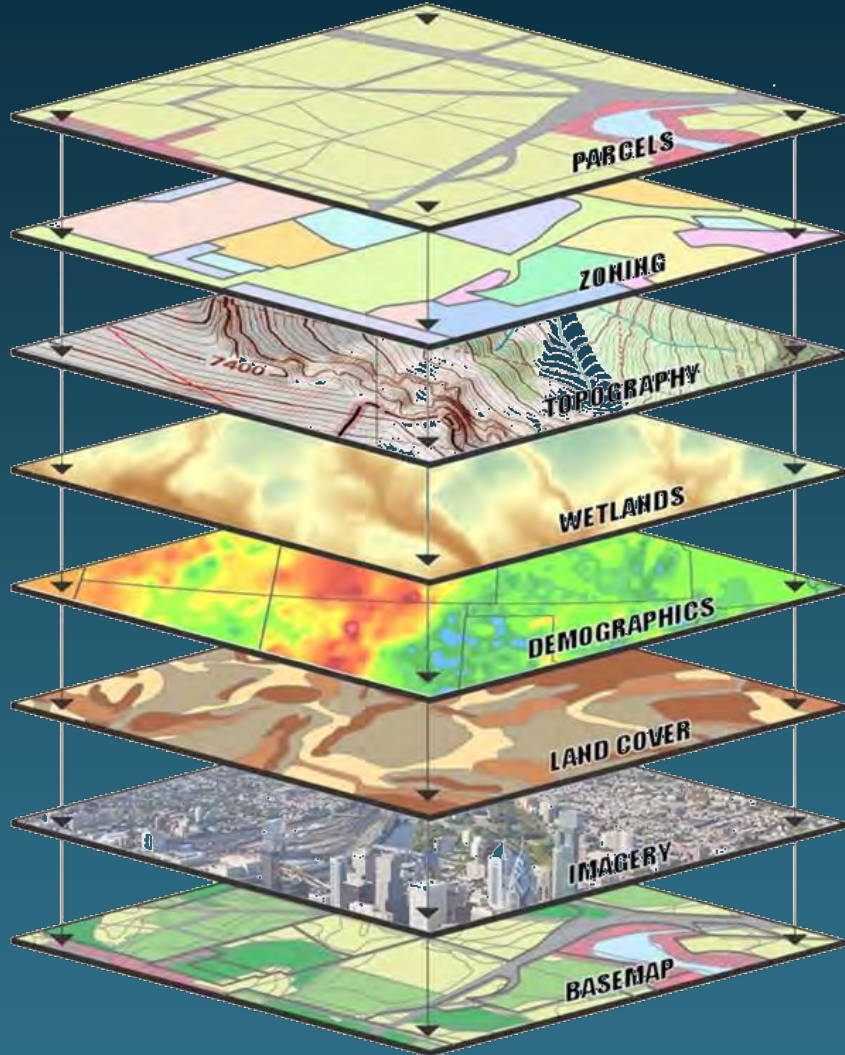 PARCELS
ZONING
7400
TOPOGRAPHY
WETLANDS
DEMOGRAPHICS
LAND COVER
IMAGERY
BASEMAP